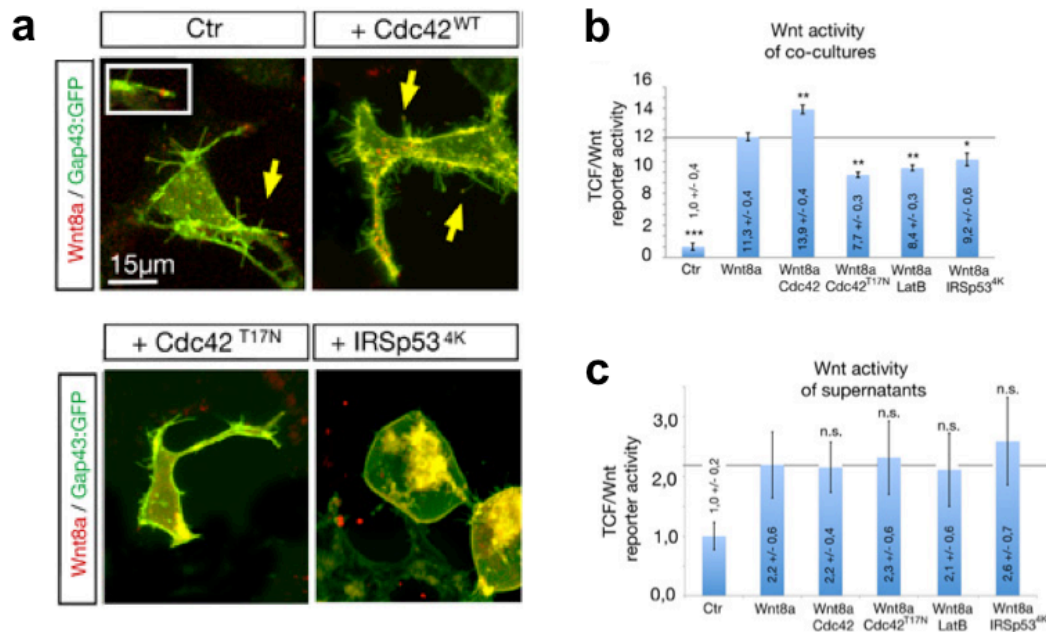 a
Ctr
+ Cdc42WT
Wnt8a / Gap43:GFP
15µm
+ Cdc42 T17N
+ IRSp53 4K
Wnt8a / Gap43:GFP
b
Wnt activity
of co-cultures
TCF/Wnt
reporter activity
16
14
12
10
8
6
4
2
0
***
1,0 +/- 0,4
11,3 +/- 0,4
**
13,9 +/- 0,4
**
7,7 +/- 0,3
**
8,4 +/- 0,3
*
9,2 +/- 0,6
Ctr
Wnt8a
Wnt8a Cdc42
Wnt8a Cdc42T17N
Wnt8a LatB
Wnt8a IRSp534K
c
Wnt activity
of supernatants
TCF/Wnt
reporter activity
3,0
2,0
1,0
0,0
1,0 +/- 0,2
2,2 +/- 0,6
n.s.
2,2 +/- 0,4
n.s.
2,3 +/- 0,6
n.s.
2,1 +/- 0,6
n.s.
2,6 +/- 0,7
Ctr
Wnt8a
Wnt8a Cdc42
Wnt8a Cdc42T17N
Wnt8a LatB
Wnt8a IRSp534K